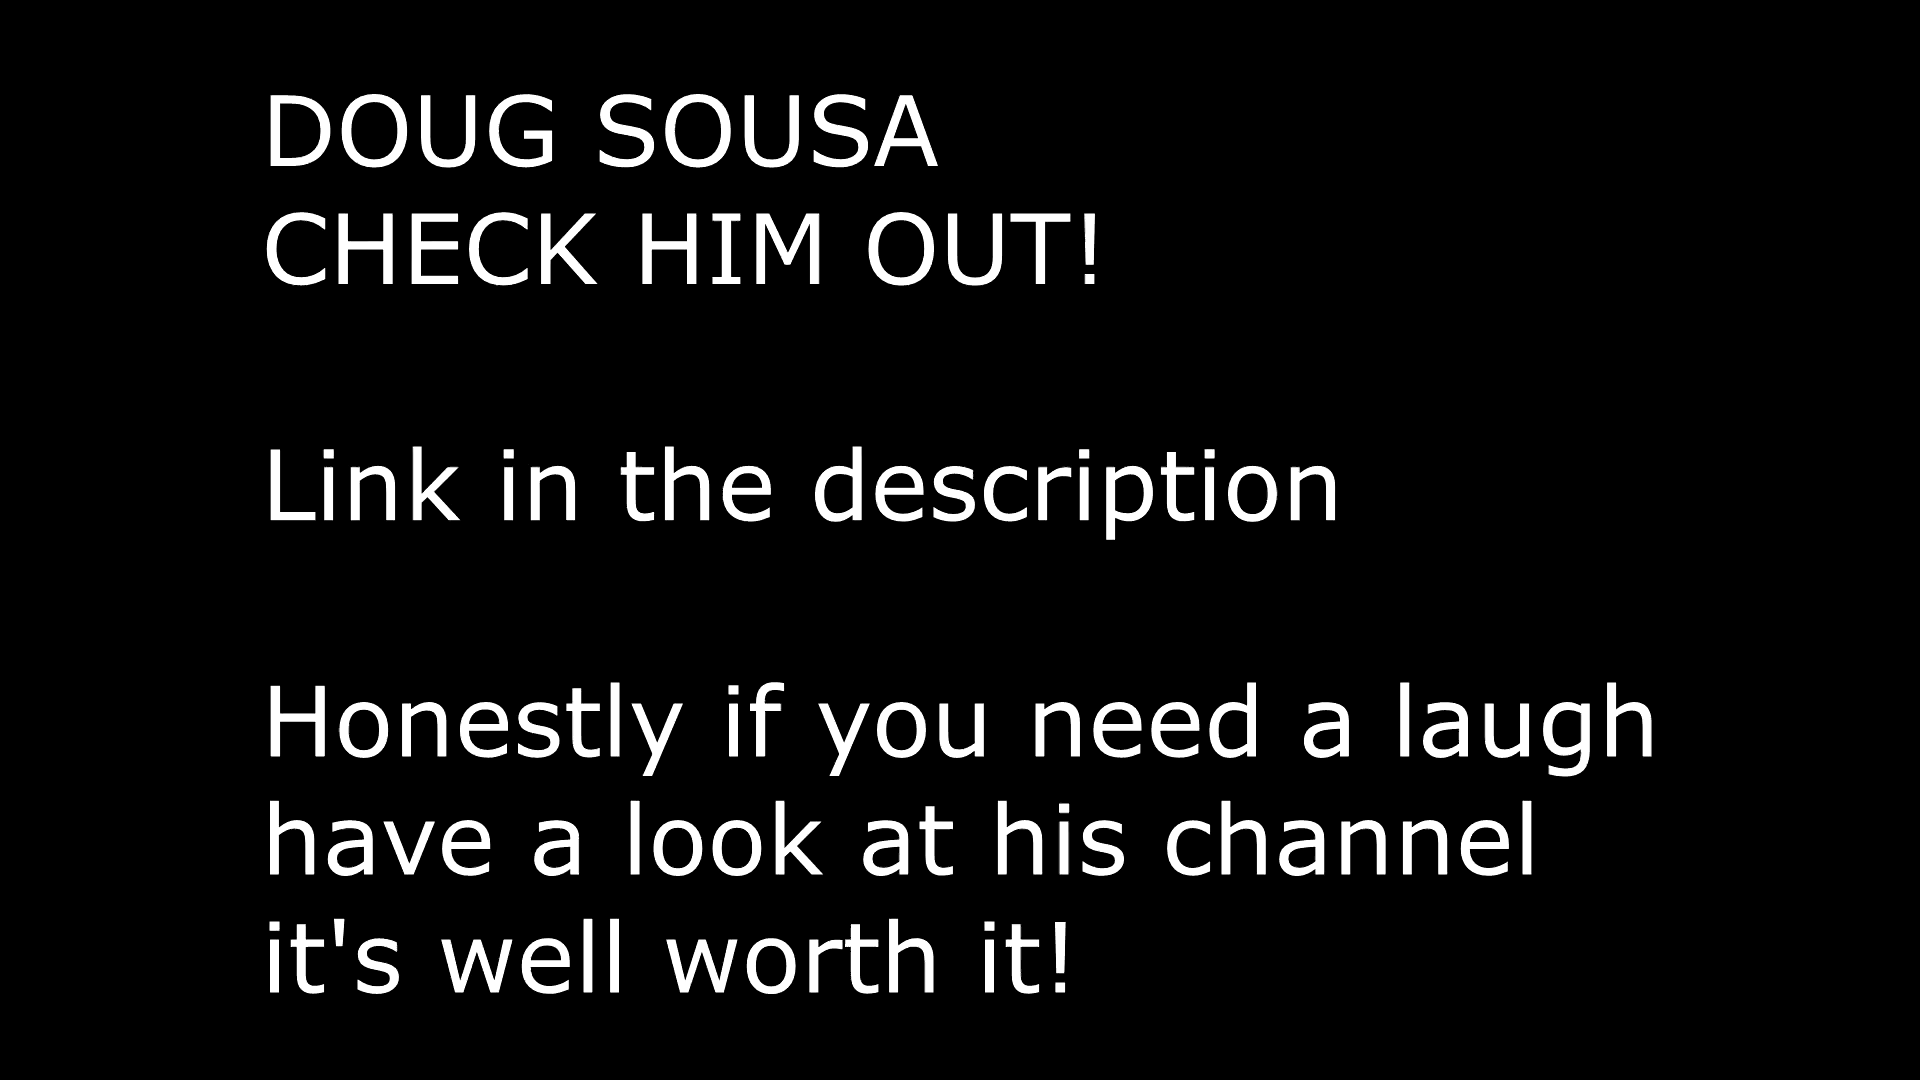 DOUG SOUSA
CHECK HIM OUT!
Link in the description
Honestly if you need a laugh
have a look at his channel
it's well worth it!